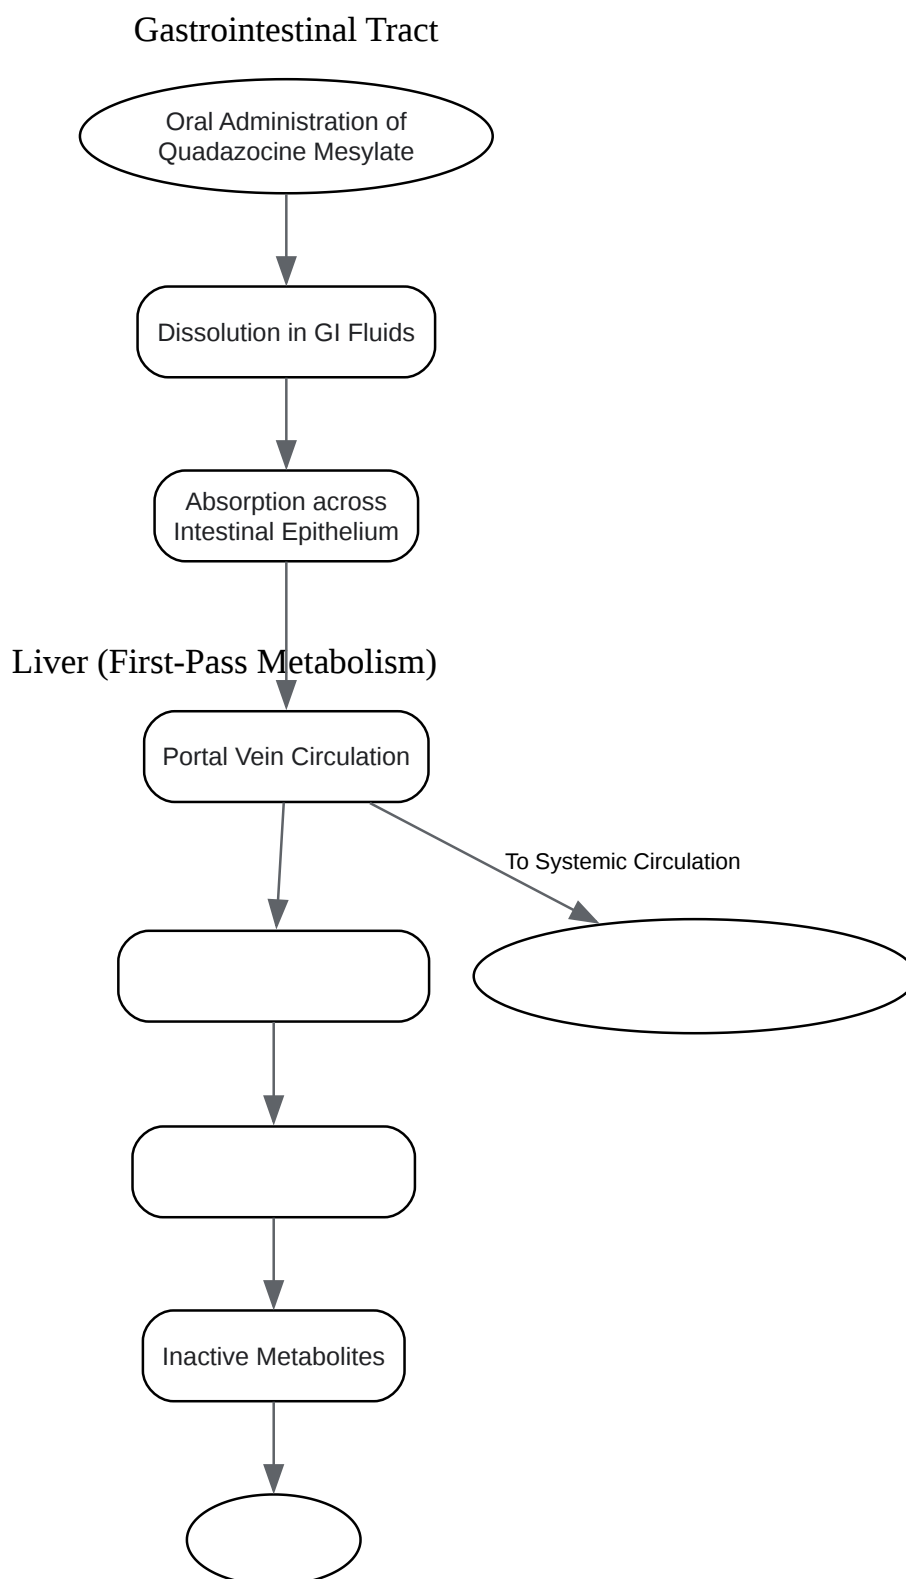 Gastrointestinal Tract
Oral Administration of
Quadazocine Mesylate
Dissolution in GI Fluids
Absorption across
Intestinal Epithelium
Liver (First-Pass Metabolism)
Portal Vein Circulation
To Systemic Circulation
Inactive Metabolites